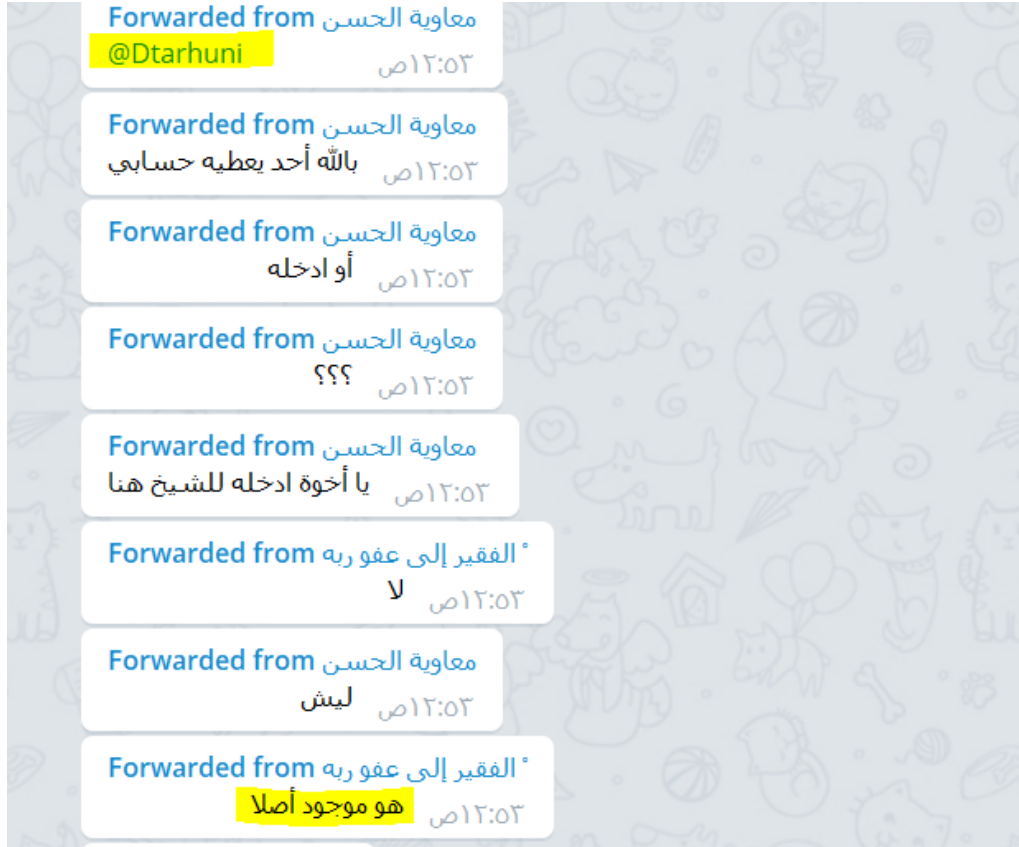 Forwarded from معاوية الحسن
@Dtarhuni
١٢:٥٣ص
Forwarded from معاوية الحسن
بالله أحد يعطيه حسابي
١٢:٥٣ص
Forwarded from معاوية الحسن
أو ادخله
١٢:٥٣ص
Forwarded from معاوية الحسن
؟؟؟
١٢:٥٣ص
Forwarded from معاوية الحسن
يا أخوة ادخله للشيخ هنا
١٢:٥٣ص
Forwarded from الفقير إلى عفو ربه ْ
لا
١٢:٥٣ص
Forwarded from معاوية الحسن
ليش
١٢:٥٣ص
Forwarded from الفقير إلى عفو ربه ْ
هو موجود أصلا
١٢:٥٣ص